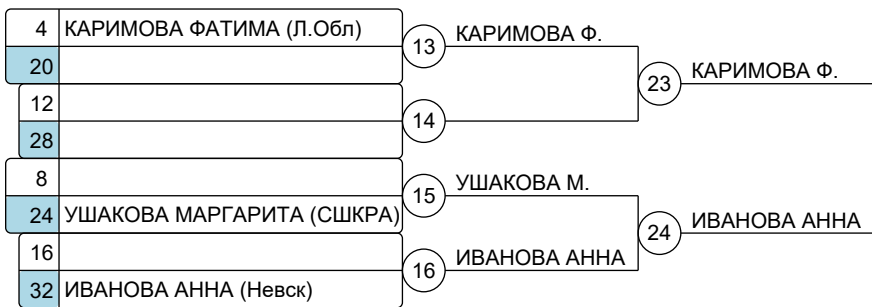 4 КАРИМОВА ФАТИМА (Л.Обл)
20
13 КАРИМОВА Ф.
12
28
14
23 КАРИМОВА Ф.
8
24 УШАКОВА МАРГАРИТА (СШКРА)
15 УШАКОВА М.
16
32 ИВАНОВА АННА (Невск)
16 ИВАНОВА АННА
24 ИВАНОВА АННА